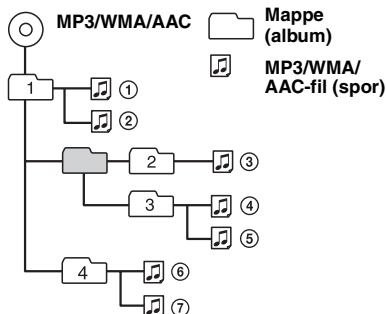 MP3/WMA/AAC
Mappe
(album)
MP3/WMA/
AAC-fil (spor)
1
①
②
2
③
3
④
⑤
4
⑥
⑦